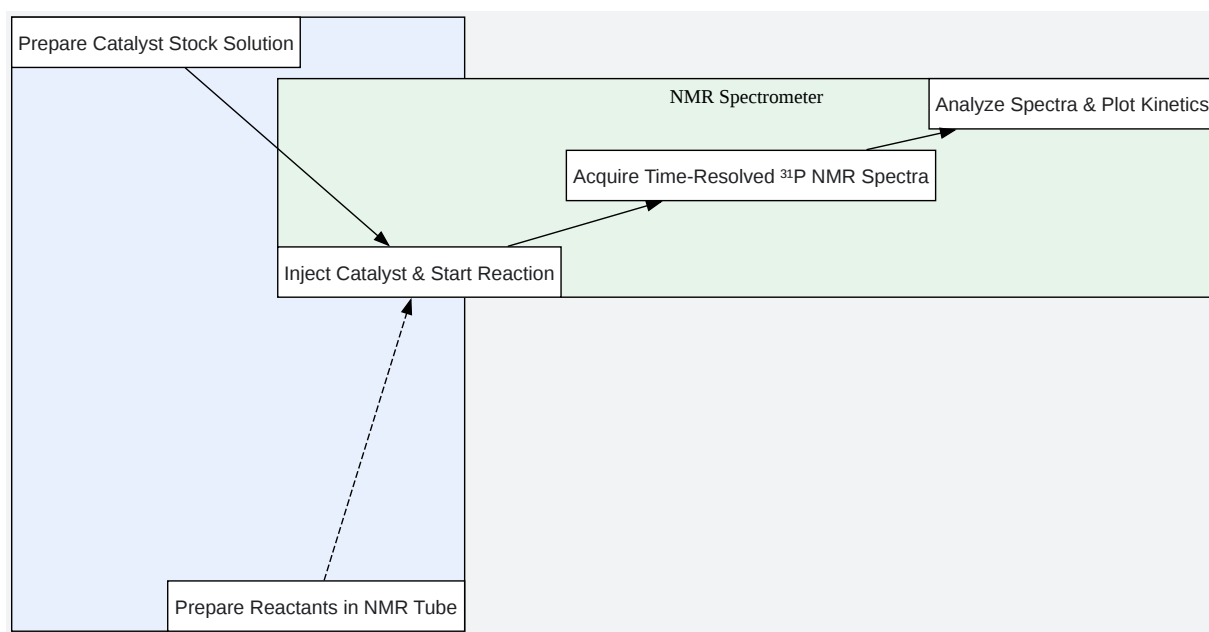 Prepare Catalyst Stock Solution
NMR Spectrometer
Analyze Spectra & Plot Kinetics
Acquire Time-Resolved ³¹P NMR Spectra
Inject Catalyst & Start Reaction
Prepare Reactants in NMR Tube